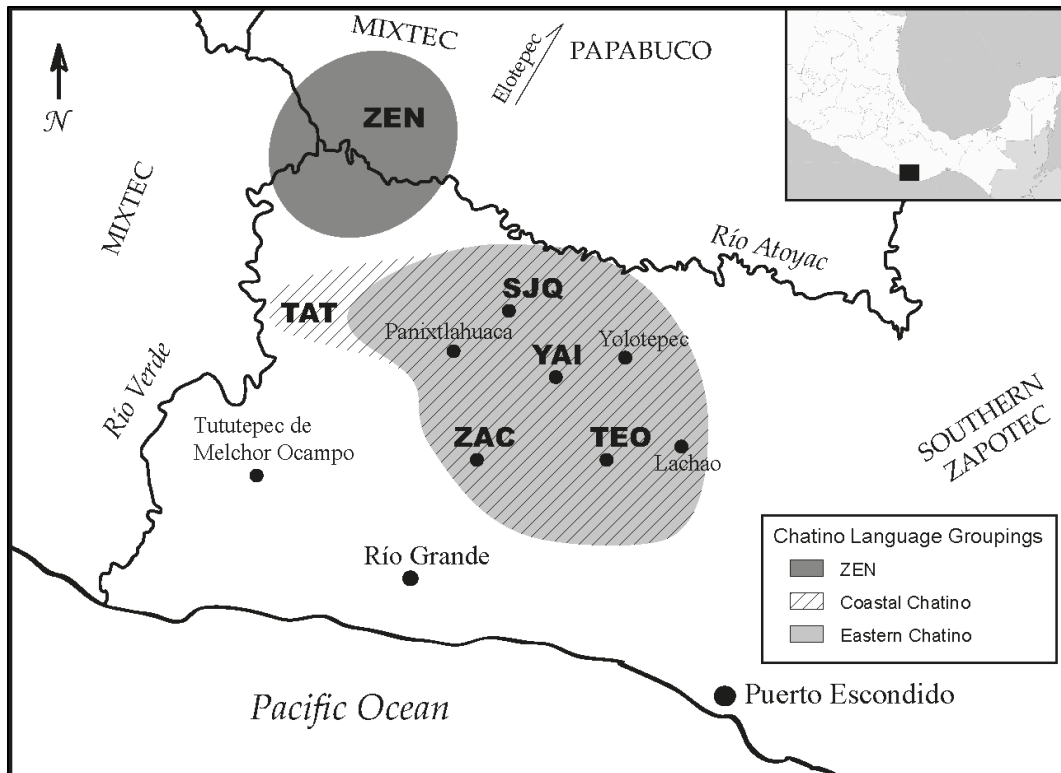 MIXTEC
Elotepec
PAPABUCO
N
ZEN
MIXTEC
Río Atoyac
SJQ
TAT
Panixtlahuaca
Yolotepec
YAI
Río Verde
Tututepec de
Melchor Ocampo
ZAC
TEO
Lachao
SOUTHERN
ZAPOTEC
Río Grande
Chatino Language Groupings
ZEN
Coastal Chatino
Eastern Chatino
Pacific Ocean
Puerto Escondido